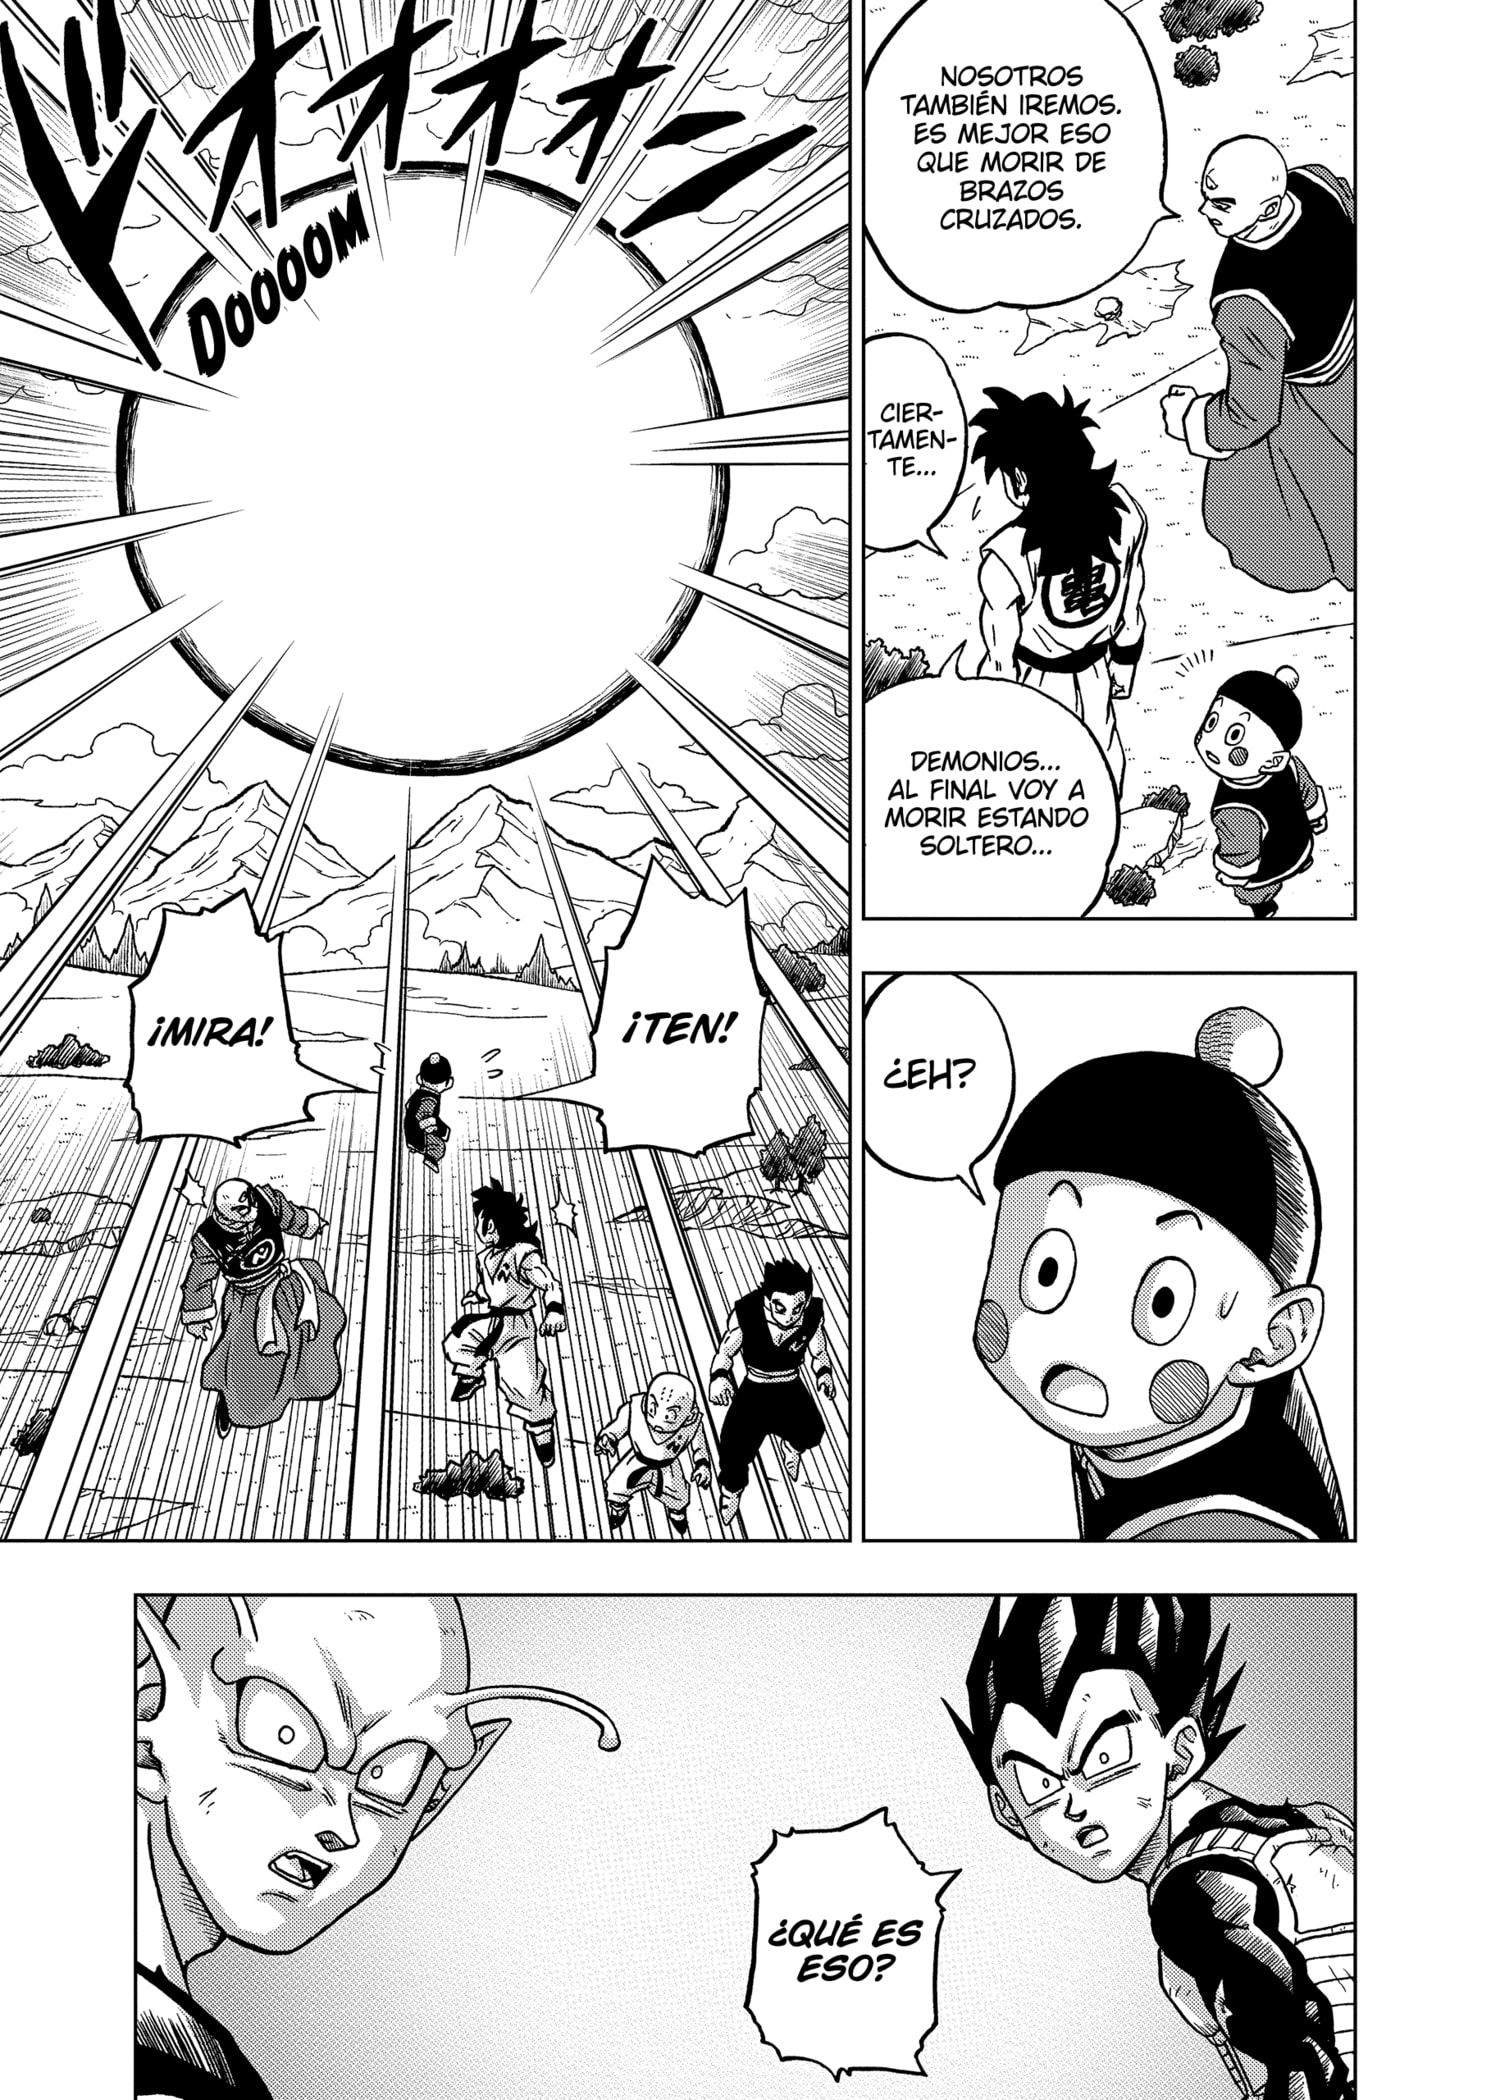 NOSOTROS
TAMBIÉN IREMOS.
ES MEJOR ESO
QUE MORIR DE
BRAZOS
CRUZADOS.
CIER-
TAMEN-
TE...
亀
DEMONIOS...
AL FINAL VOY A
MORIR ESTANDO
SOLTERO...
¿EH?
ドオオオオン
DOOOOM
¡TEN!
¡MIRA!
¿QUÉ ES
ESO?